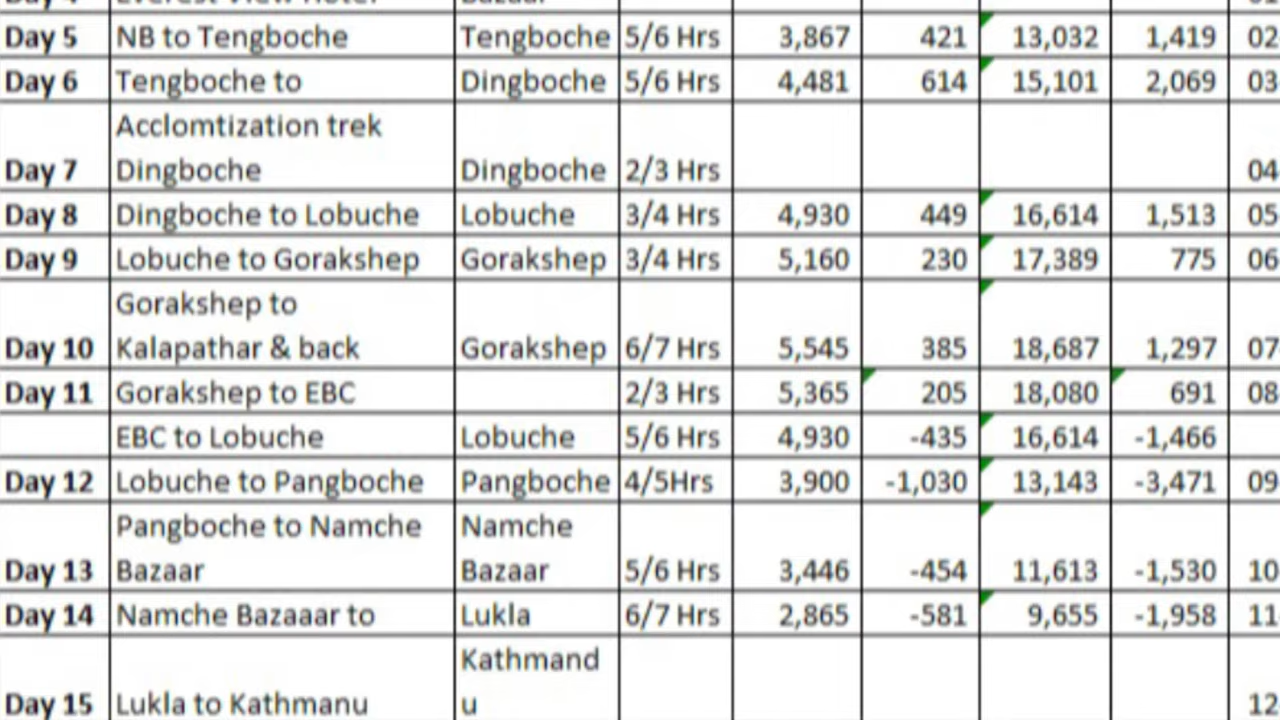 Day 4 Everest View Hotel Bazaar 01
Day 5 NB to Tengboche Tengboche 5/6 Hrs 3,867 421 13,032 1,419 02
Day 6 Tengboche to Dingboche 5/6 Hrs 4,481 614 15,101 2,069 03
Acclomtization trek
Day 7 Dingboche Dingboche 2/3 Hrs 04
Day 8 Dingboche to Lobuche Lobuche 3/4 Hrs 4,930 449 16,614 1,513 05
Day 9 Lobuche to Gorakshep Gorakshep 3/4 Hrs 5,160 230 17,389 775 06
Gorakshep to
Day 10 Kalapathar & back Gorakshep 6/7 Hrs 5,545 385 18,687 1,297 07
Day 11 Gorakshep to EBC 2/3 Hrs 5,365 205 18,080 691 08
EBC to Lobuche Lobuche 5/6 Hrs 4,930 -435 16,614 -1,466
Day 12 Lobuche to Pangboche Pangboche 4/5Hrs 3,900 -1,030 13,143 -3,471 09
Pangboche to Namche Namche
Day 13 Bazaar Bazaar 5/6 Hrs 3,446 -454 11,613 -1,530 10
Day 14 Namche Bazaaar to Lukla 6/7 Hrs 2,865 -581 9,655 -1,958 11
Kathmand
Day 15 Lukla to Kathmanu u 12